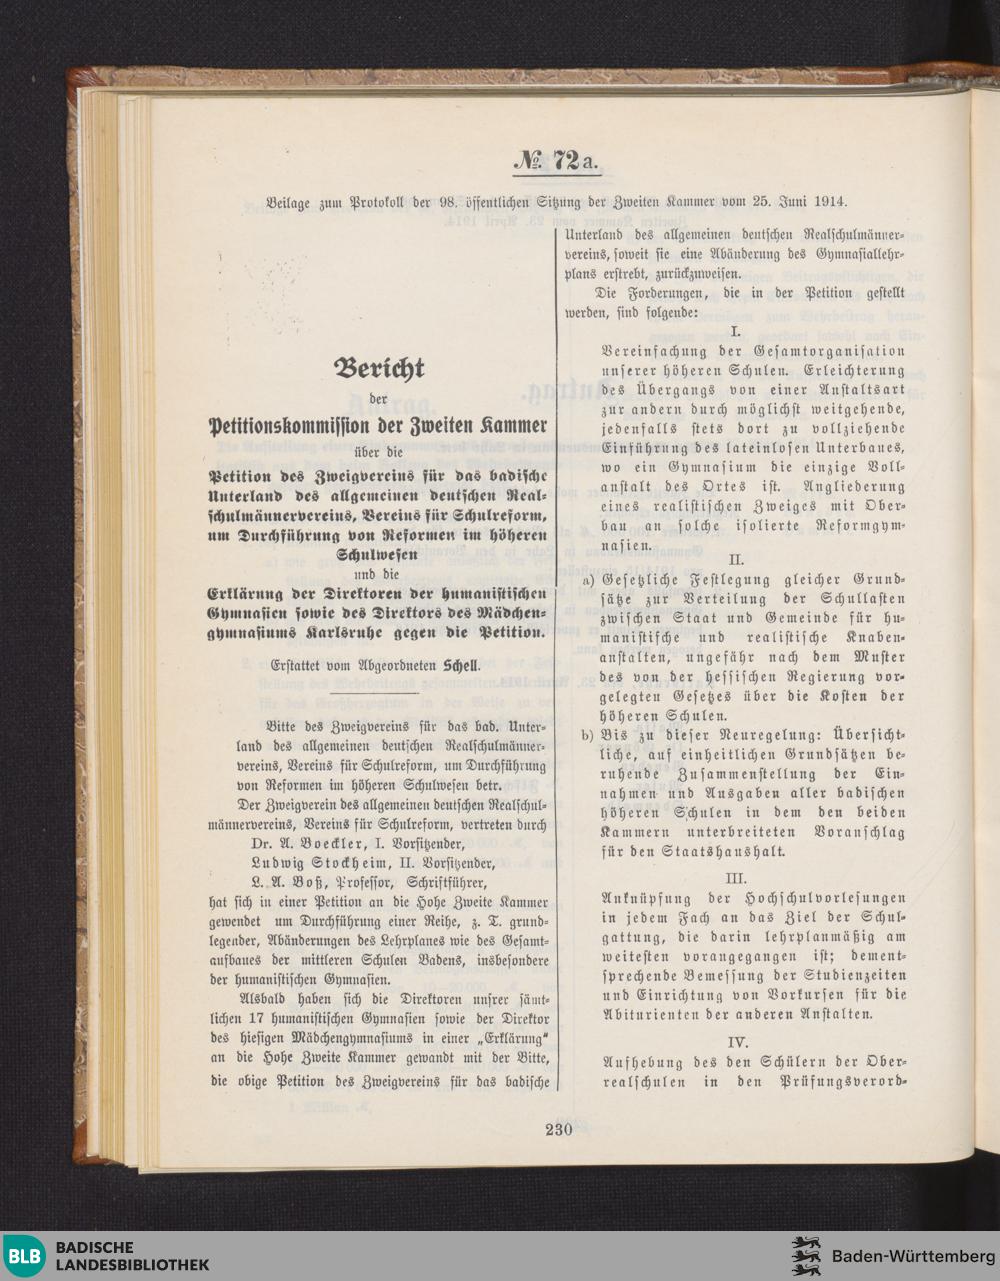 № 72a.
Beilage zum Protokoll der 98. öffentlichen Sitzung der Zweiten Kammer vom 25. Juni 1914.
Bericht
der
Petitionskommission der Zweiten Kammer
über die
Petition des Zweigvereins für das badische
Unterland des allgemeinen deutschen Real-
schulmännervereins, Vereins für Schulreform,
um Durchführung von Reformen im höheren
Schulwesen
und die
Erklärung der Direktoren der humanistischen
Gymnasien sowie des Direktors des Mädchen-
gymnasiums Karlsruhe gegen die Petition.
Erstattet vom Abgeordneten Schell.
Bitte des Zweigvereins für das bad. Unter-
land des allgemeinen deutschen Realschulmänner-
vereins, Vereins für Schulreform, um Durchführung
von Reformen im höheren Schulwesen betr.
Der Zweigverein des allgemeinen deutschen Realschul-
männervereins, Vereins für Schulreform, vertreten durch
Dr. A. Boeckler, I. Vorsitzender,
Ludwig Stockheim, II. Vorsitzender,
L. A. Boß, Professor, Schriftführer,
hat sich in einer Petition an die Hohe Zweite Kammer
gewendet um Durchführung einer Reihe, z. T. grund-
legender, Abänderungen des Lehrplanes wie des Gesamt-
aufbaues der mittleren Schulen Badens, insbesondere
der humanistischen Gymnasien.
Alsbald haben sich die Direktoren unsrer sämt-
lichen 17 humanistischen Gymnasien sowie der Direktor
des hiesigen Mädchengymnasiums in einer „Erklärung“
an die Hohe Zweite Kammer gewandt mit der Bitte,
die obige Petition des Zweigvereins für das badische
Unterland des allgemeinen deutschen Realschulmänner-
vereins, soweit sie eine Abänderung des Gymnasiallehr-
plans erstrebt, zurückzuweisen.
Die Forderungen, die in der Petition gestellt
werden, sind folgende:
I.
Vereinfachung der Gesamtorganisation
unserer höheren Schulen. Erleichterung
des Übergangs von einer Anstaltsart
zur andern durch möglichst weitgehende,
jedenfalls stets dort zu vollziehende
Einführung des lateinlosen Unterbaues,
wo ein Gymnasium die einzige Voll-
anstalt des Ortes ist. Angliederung
eines realistischen Zweiges mit Ober-
bau an solche isolierte Reformgym-
nasien.
II.
a) Gesetzliche Festlegung gleicher Grund-
sätze zur Verteilung der Schullasten
zwischen Staat und Gemeinde für hu-
manistische und realistische Knaben-
anstalten, ungefähr nach dem Muster
des von der hessischen Regierung vor-
gelegten Gesetzes über die Kosten der
höheren Schulen.
b) Bis zu dieser Neuregelung: Übersicht-
liche, auf einheitlichen Grundsätzen be-
ruhende Zusammenstellung der Ein-
nahmen und Ausgaben aller badischen
höheren Schulen in dem den beiden
Kammern unterbreiteten Voranschlag
für den Staatshaushalt.
III.
Anknüpfung der Hochschulvorlesungen
in jedem Fach an das Ziel der Schul-
gattung, die darin lehrplanmäßig am
weitesten vorangegangen ist; dement-
sprechende Bemessung der Studienzeiten
und Einrichtung von Vorkursen für die
Abiturienten der anderen Anstalten.
IV.
Aufhebung des den Schülern der Ober-
realschulen in den Prüfungsverord-
230
BLB
BADISCHE
LANDESBIBLIOTHEK
Baden-Württemberg